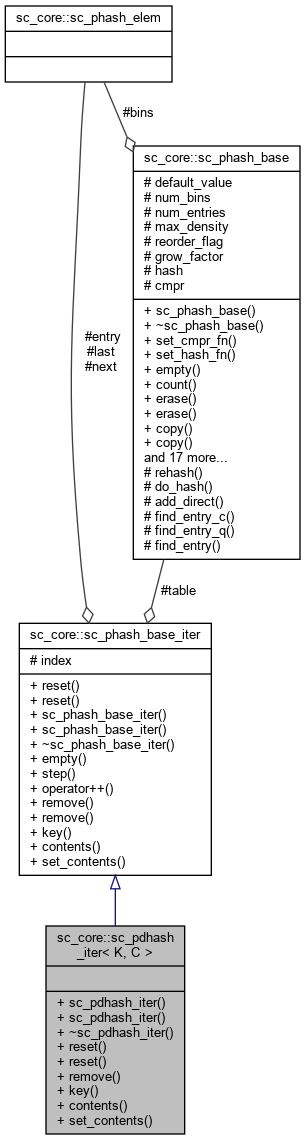 sc_core::sc_phash_elem
#bins
sc_core::sc_phash_base
# default_value
# num_bins
# num_entries
# max_density
# reorder_flag
# grow_factor
# hash
# cmpr
+ sc_phash_base()
+ ~sc_phash_base()
+ set_cmpr_fn()
+ set_hash_fn()
+ empty()
+ count()
+ erase()
+ erase()
+ copy()
+ copy()
and 17 more...
# rehash()
# do_hash()
# add_direct()
# find_entry_c()
# find_entry_q()
# find_entry()
#entry
#last
#next
#table
sc_core::sc_phash_base_iter
# index
+ reset()
+ reset()
+ sc_phash_base_iter()
+ sc_phash_base_iter()
+ ~sc_phash_base_iter()
+ empty()
+ step()
+ operator++()
+ remove()
+ remove()
+ key()
+ contents()
+ set_contents()
sc_core::sc_pdhash
_iter< K, C >
+ sc_pdhash_iter()
+ sc_pdhash_iter()
+ ~sc_pdhash_iter()
+ reset()
+ reset()
+ remove()
+ key()
+ contents()
+ set_contents()